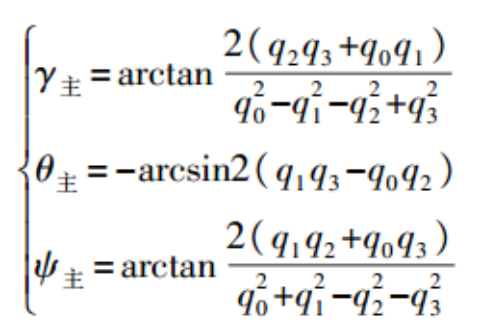 γ主 = arctan 2(q₂q₃+q₀q₁) / (q₀²−q₁²−q₂²+q₃²)
θ主 = −arcsin2(q₁q₃−q₀q₂)
ψ主 = arctan 2(q₁q₂+q₀q₃) / (q₀²+q₁²−q₂²−q₃²)